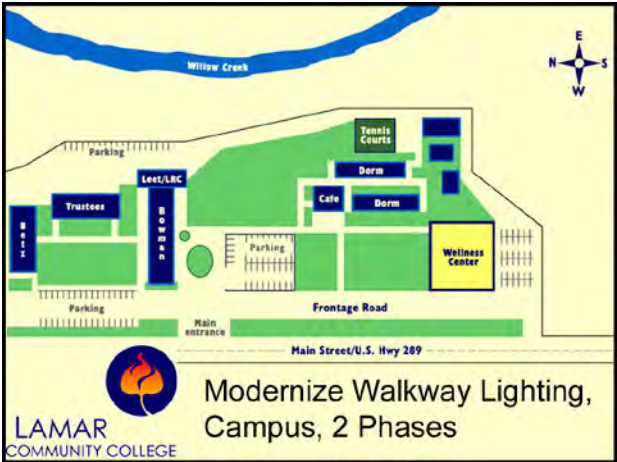 E
N
S
W
Willow Creek
Parking
Tennis
Courts
Leet/LRC
Dorm
Trustees
Cafe
Dorm
Betz
Bowman
Parking
Wellness
Center
Parking
Frontage Road
Main
entrance
Main Street/U.S. Hwy 289
Modernize Walkway Lighting,
Campus, 2 Phases
LAMAR
COMMUNITY COLLEGE